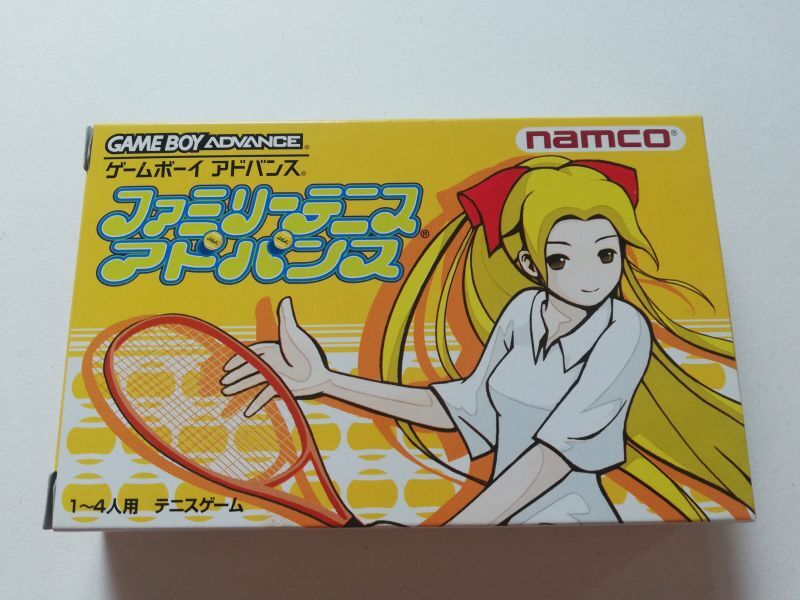 GAME BOY ADVANCE
ゲームボーイ アドバンス®
namco®
ファミリーテニス
アドバンス®
1～4人用 テニスゲーム